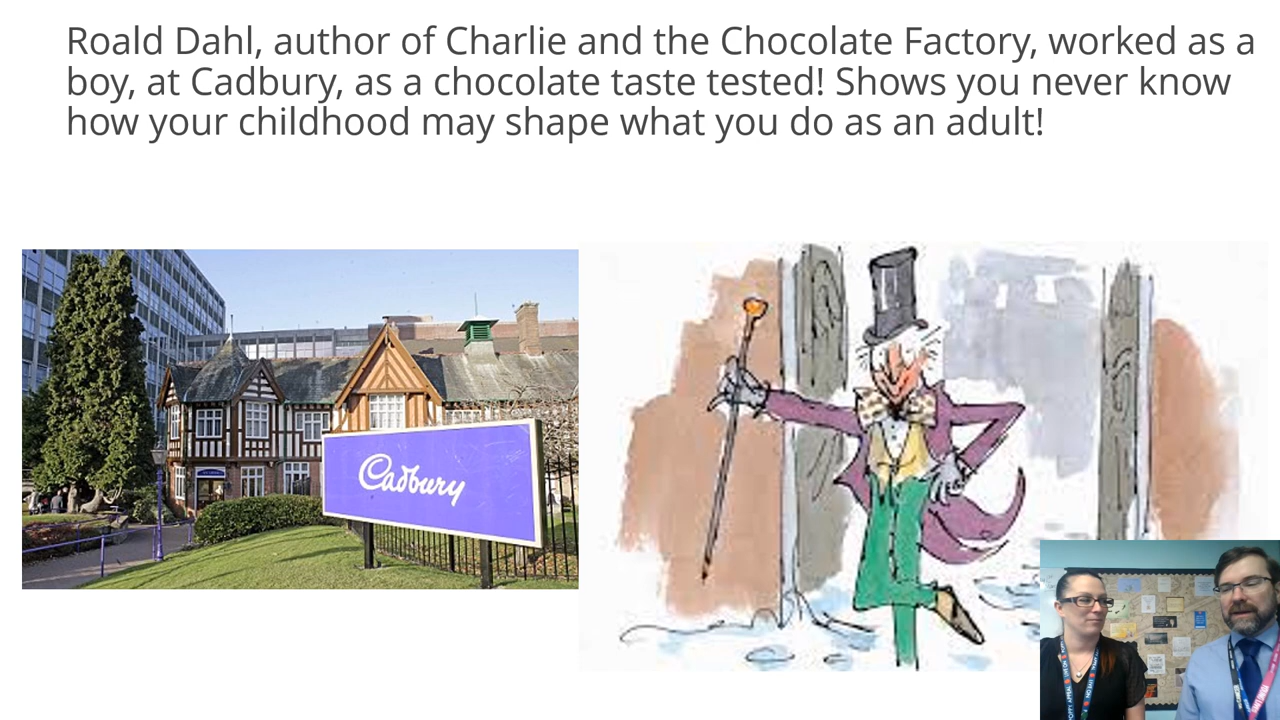 Roald Dahl, author of Charlie and the Chocolate Factory, worked as a
boy, at Cadbury, as a chocolate taste tested! Shows you never know
how your childhood may shape what you do as an adult!
Cadbury